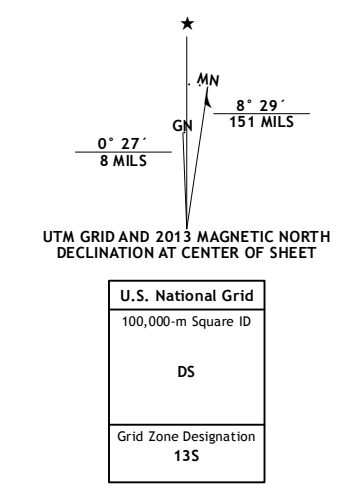 ★
MN
GN
8° 29´
151 MILS
0° 27´
8 MILS
UTM GRID AND 2013 MAGNETIC NORTH
DECLINATION AT CENTER OF SHEET
U.S. National Grid
100,000-m Square ID
DS
Grid Zone Designation
13S